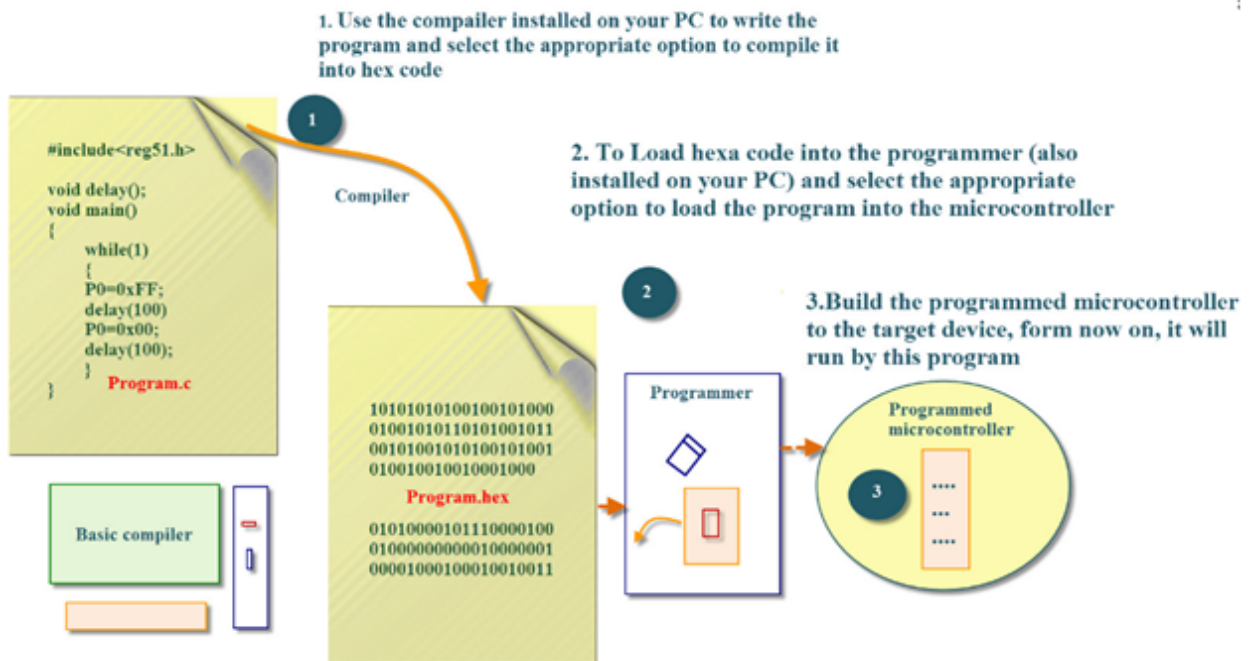 1. Use the compailer installed on your PC to write the
program and select the appropriate option to compile it
into hex code
1
#include<reg51.h>
void delay();
void main()
{
while(1)
{
P0=0xFF;
delay(100)
P0=0x00;
delay(100);
}
Program.c
}
Compiler
2. To Load hexa code into the programmer (also
installed on your PC) and select the appropriate
option to load the program into the microcontroller
2
3.Build the programmed microcontroller
to the target device, form now on, it will
run by this program
Programmer
Programmed
microcontroller
3
10101010100100101000
01001010110101001011
00101001010100101001
010010010010001000
Program.hex
01010000101110000100
01000000000010000001
00001000100010010011
Basic compiler